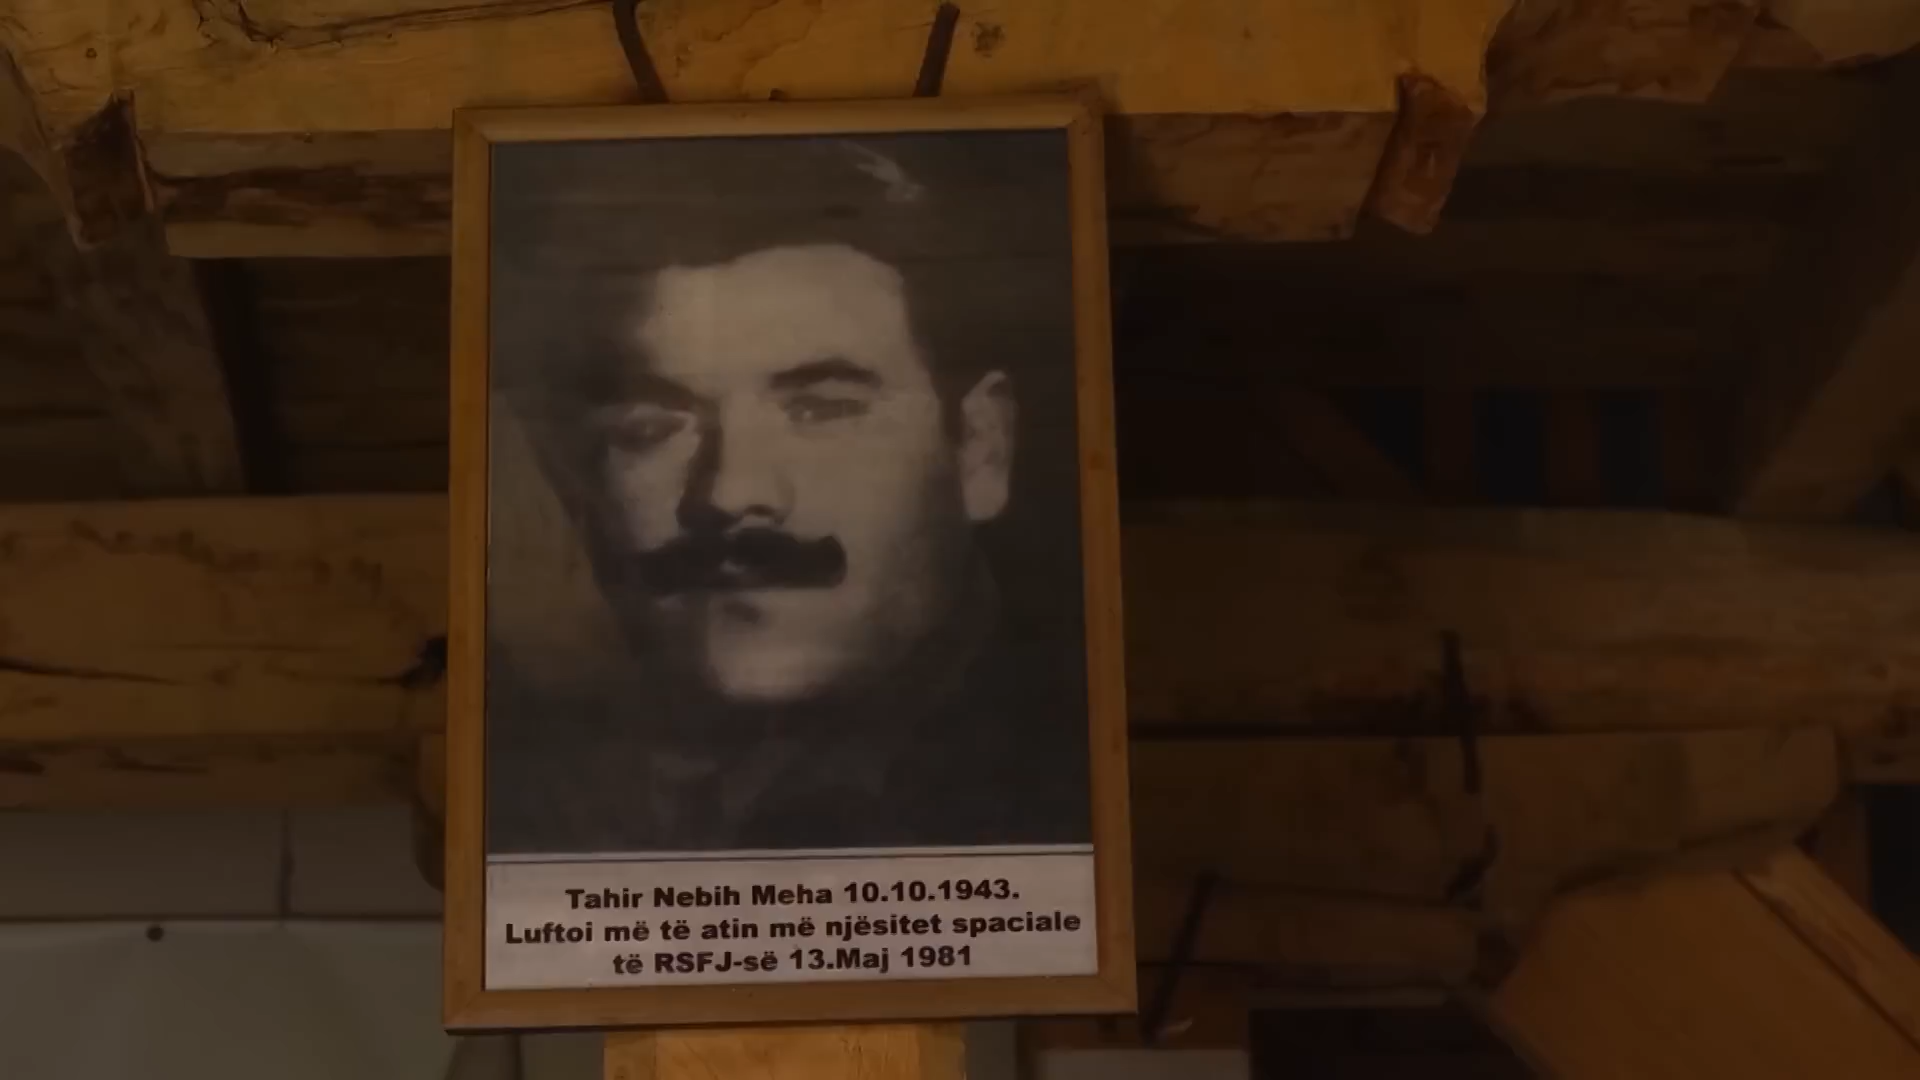 Tahir Nebih Meha 10.10.1943.
Luftoi më të atin më njësitet spaciale
të RSFJ-së 13.Maj 1981